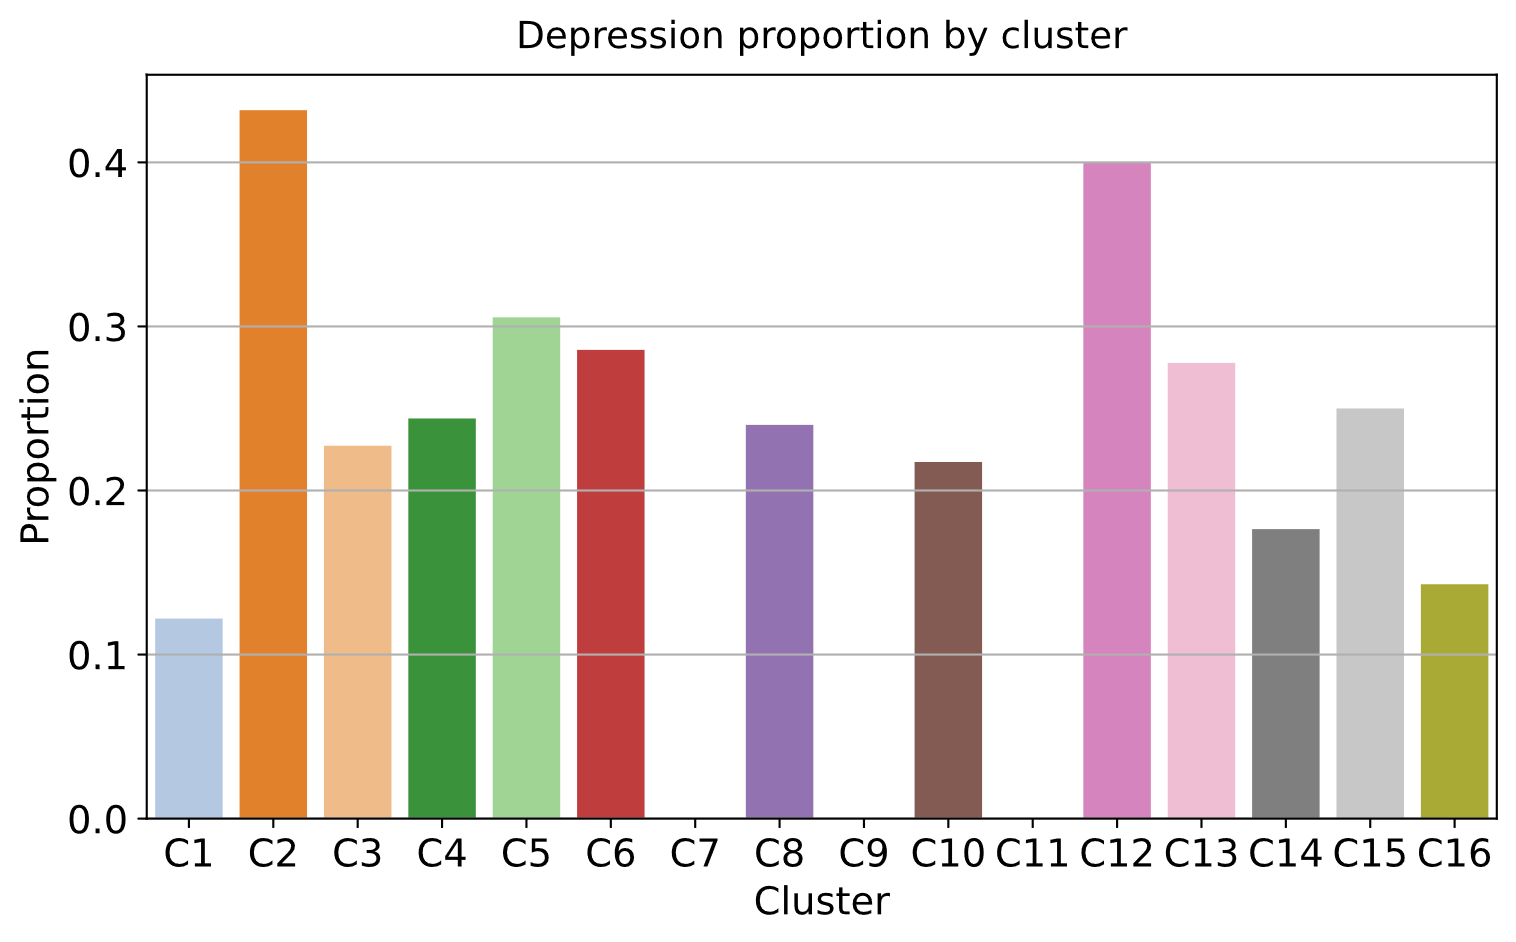 Depression proportion by cluster
0.4
0.3
0.2
0.1
0.0
Proportion
C1 C2 C3 C4 C5 C6 C7 C8 C9 C10 C11 C12 C13 C14 C15 C16
Cluster